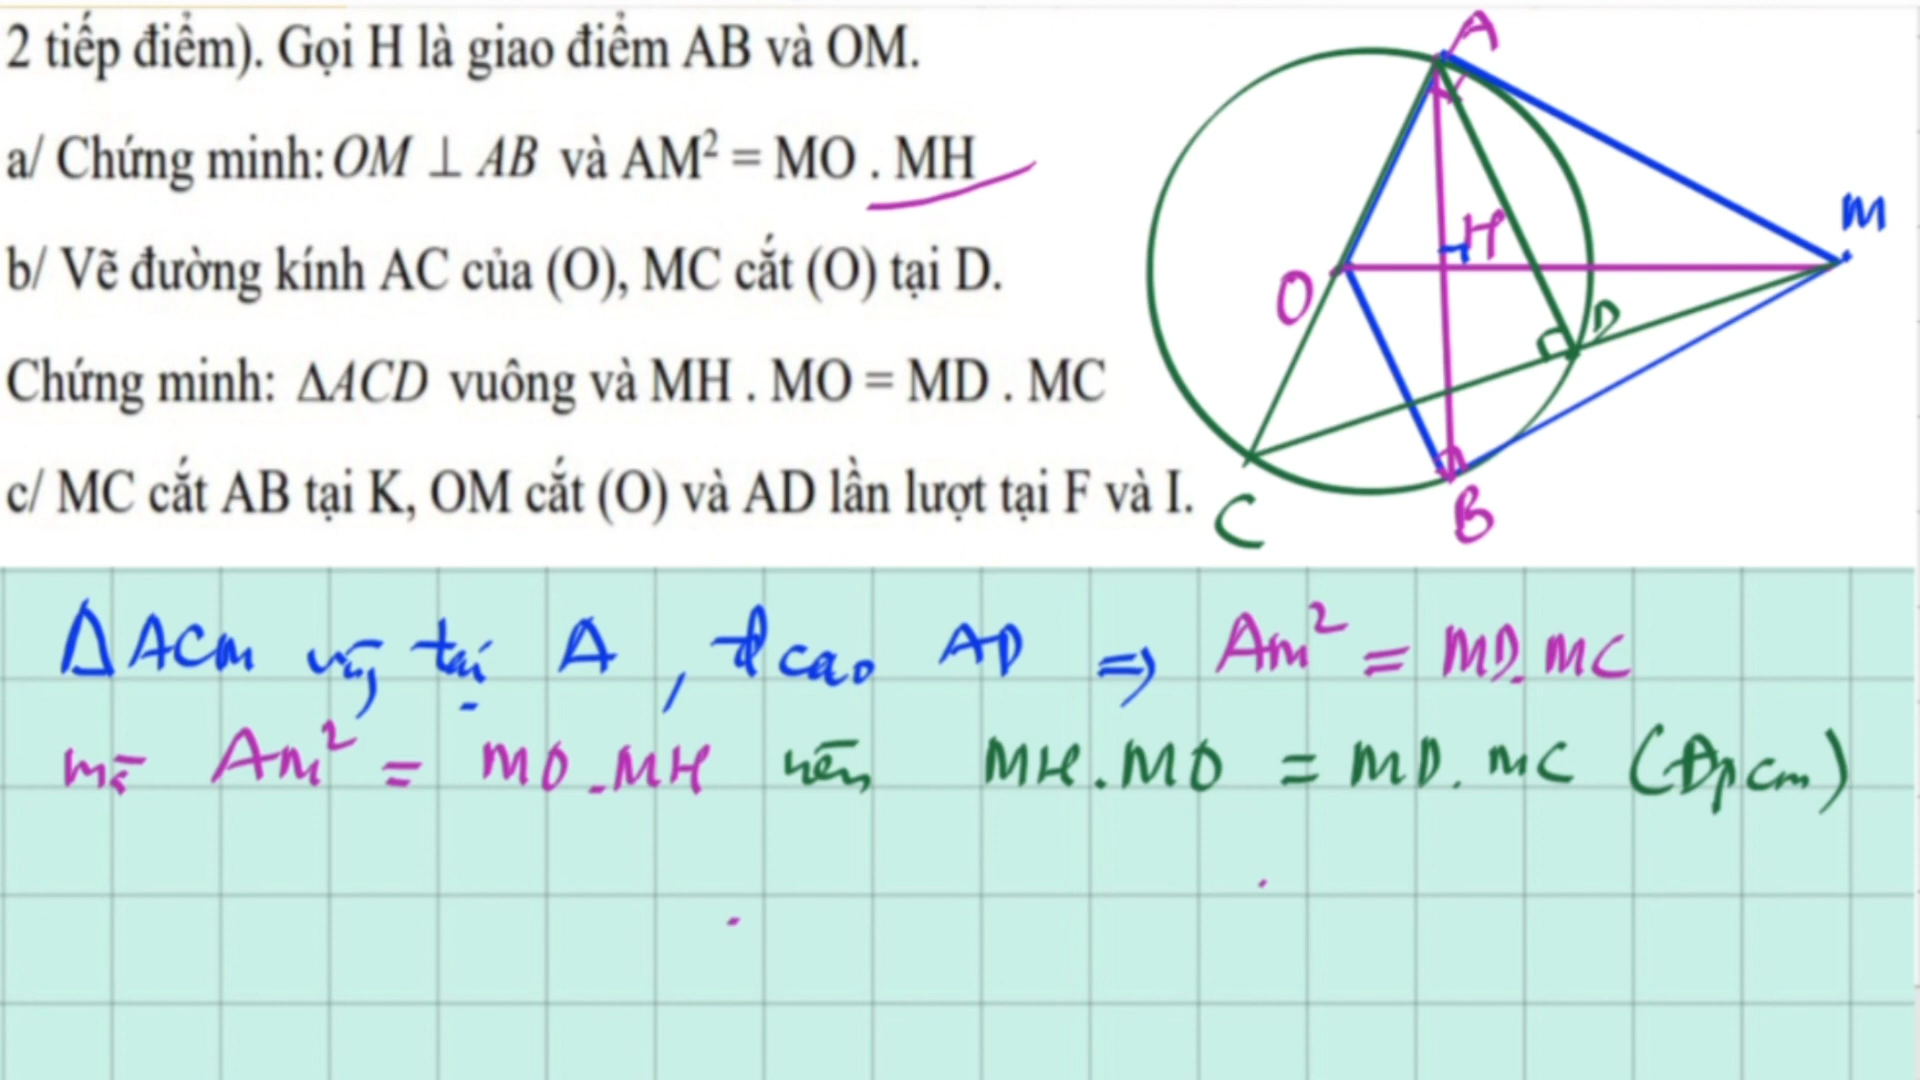 2 tiếp điểm). Gọi H là giao điểm AB và OM.
a/ Chứng minh: OM ⊥ AB và AM² = MO . MH
b/ Vẽ đường kính AC của (O), MC cắt (O) tại D.
Chứng minh: ΔACD vuông và MH . MO = MD . MC
c/ MC cắt AB tại K, OM cắt (O) và AD lần lượt tại F và I.
A
M
H
O
D
C
B
Δ ACM vg tại A, đcao AD ⇒ AM² = MD.MC
mà AM² = MO.MH nên MH.MO = MD.MC (Đpcm)